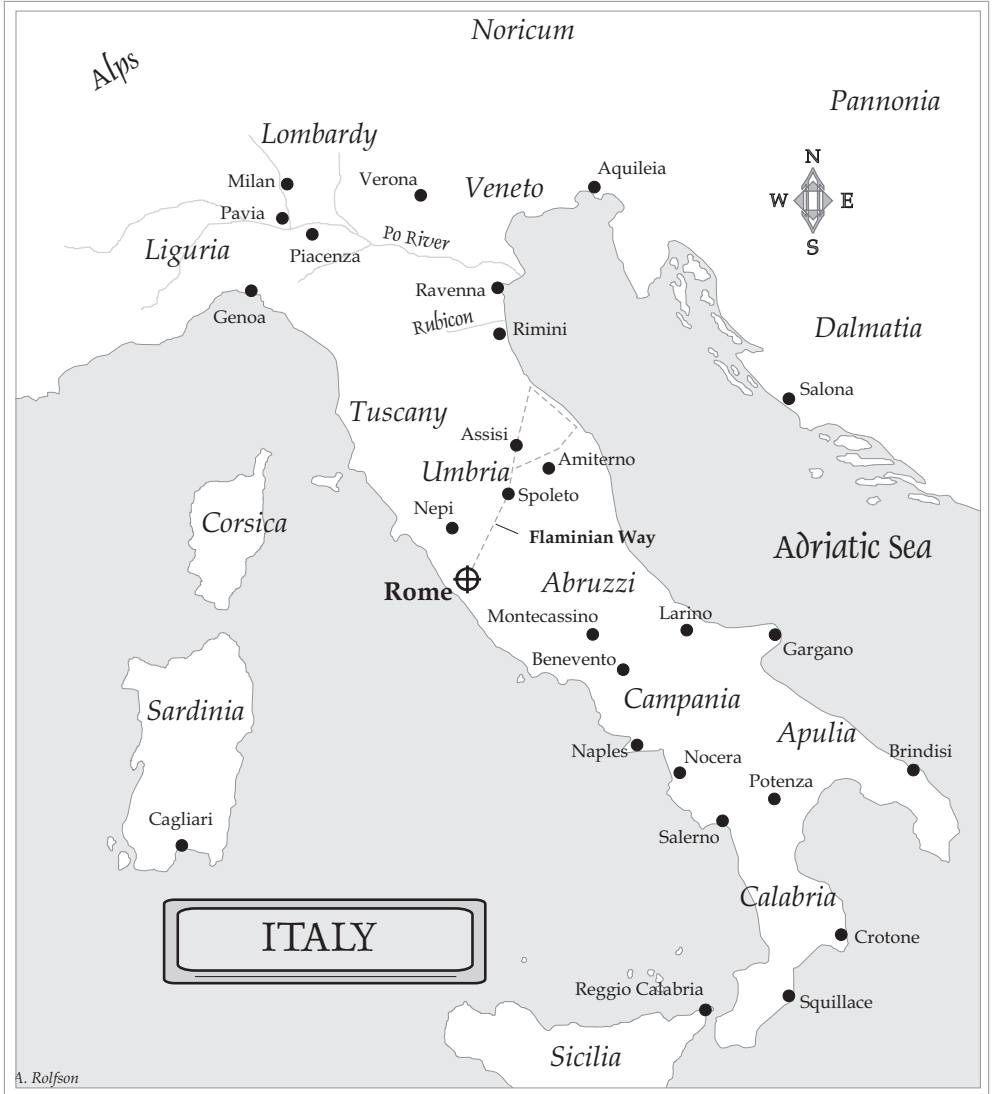 Noricum
Alps
Pannonia
Lombardy
N
Aquileia
Milan
Verona
Veneto
W
E
Pavia
Po River
S
Liguria
Piacenza
Ravenna
Genoa
Rubicon
Rimini
Dalmatia
Salona
Tuscany
Assisi
Amiterno
Umbria
Spoleto
Nepi
Corsica
Flaminian Way
Adriatic Sea
Abruzzi
Rome
Montecassino
Larino
Gargano
Benevento
Campania
Sardinia
Apulia
Naples
Nocera
Brindisi
Potenza
Cagliari
Salerno
Calabria
ITALY
Crotone
Reggio Calabria
Squillace
Sicilia
A. Rolfson